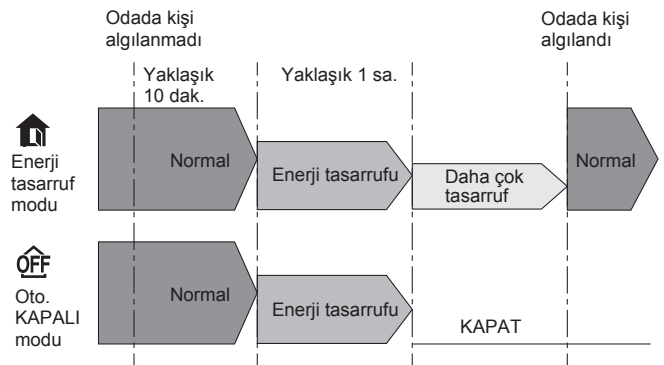 Odada kişi
algılanmadı
Odada kişi
algılandı
Yaklaşık
10 dak.
Yaklaşık 1 sa.
Enerji
tasarruf
modu
Normal
Enerji tasarrufu
Daha çok
tasarruf
Normal
OFF
Oto.
KAPALI
modu
Normal
Enerji tasarrufu
KAPAT